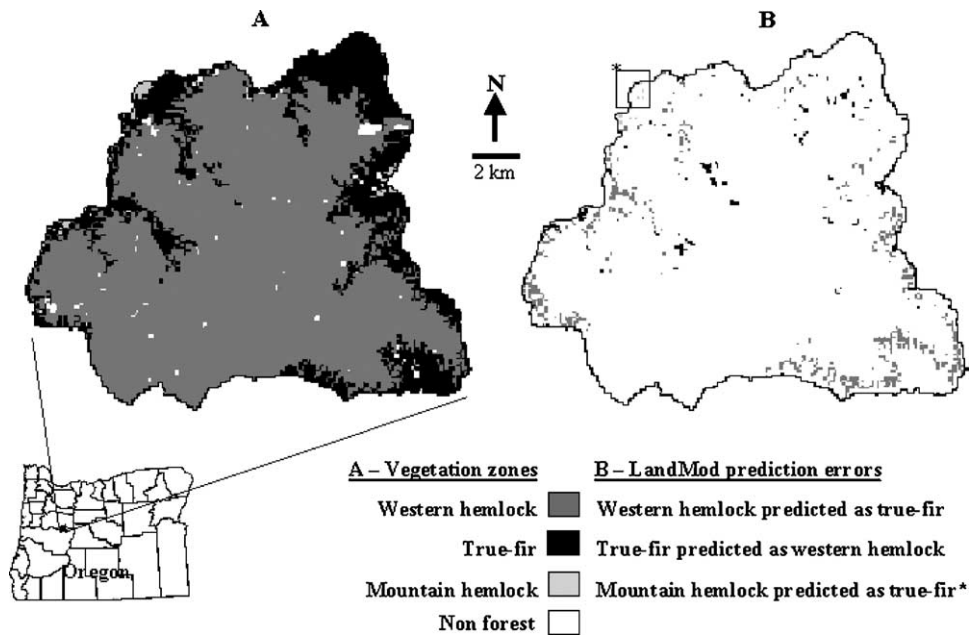 A
B
*
N
2 km
A – Vegetation zones
B – LandMod prediction errors
Western hemlock
Western hemlock predicted as true-fir
True-fir
True-fir predicted as western hemlock
Mountain hemlock
Mountain hemlock predicted as true-fir*
Non forest
Oregon